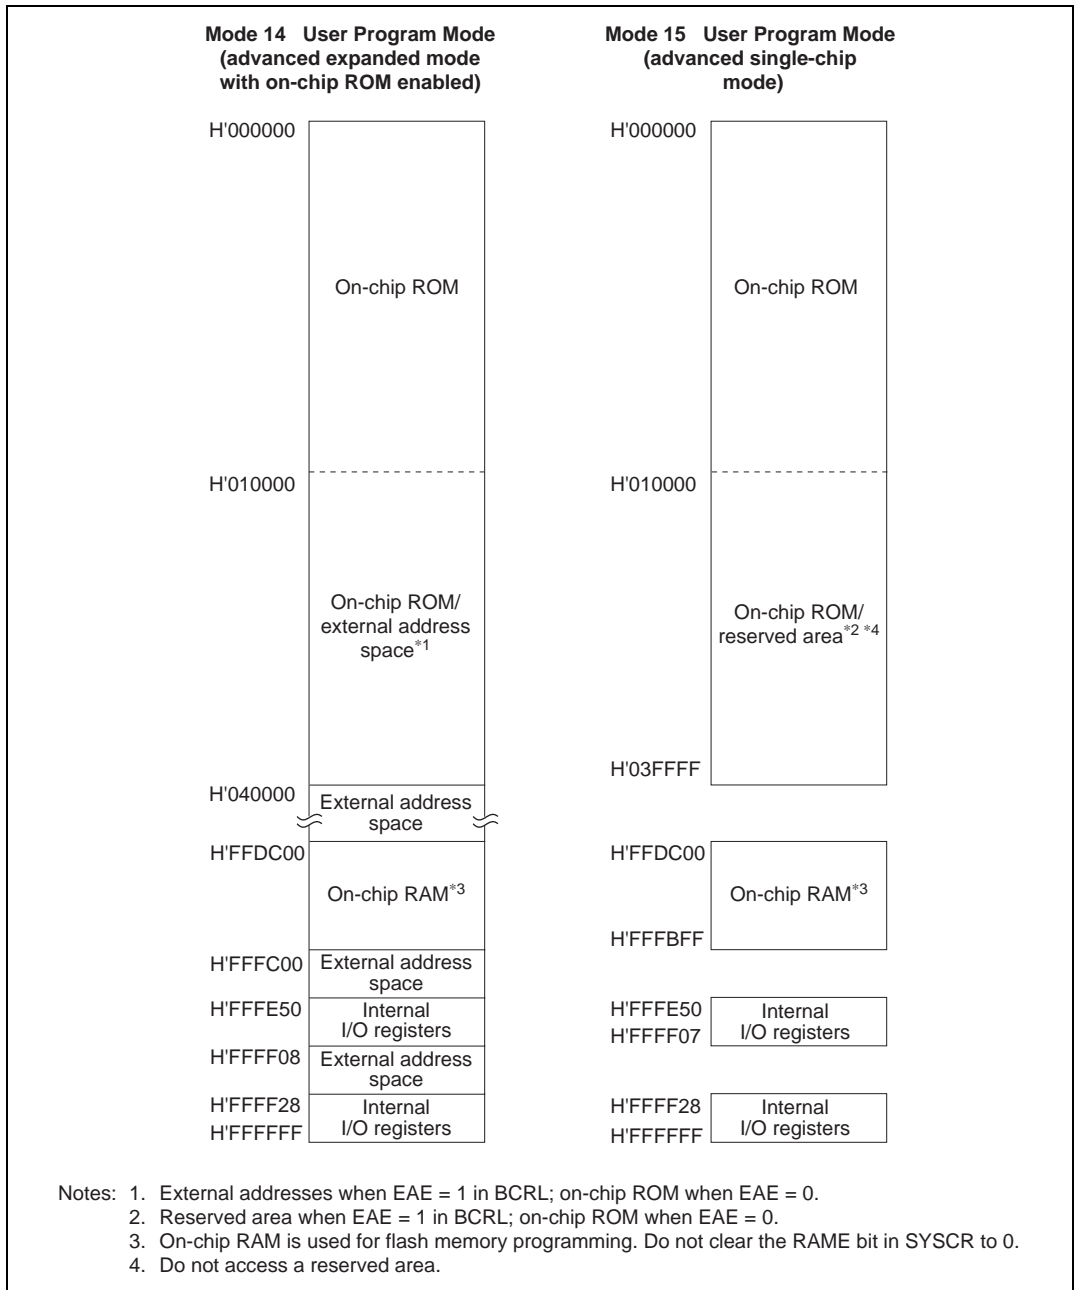 Mode 14   User Program Mode
(advanced expanded mode
with on-chip ROM enabled)
H'000000
On-chip ROM
H'010000
On-chip ROM/
external address
space*1
H'040000
External address
space
H'FFDC00
On-chip RAM*3
H'FFFC00
External address
space
H'FFFE50
Internal
I/O registers
H'FFFF08
External address
space
H'FFFF28
Internal
I/O registers
H'FFFFFF
Mode 15   User Program Mode
(advanced single-chip
mode)
H'000000
On-chip ROM
H'010000
On-chip ROM/
reserved area*2 *4
H'03FFFF
H'FFDC00
On-chip RAM*3
H'FFFBFF
H'FFFE50
Internal
I/O registers
H'FFFF07
H'FFFF28
Internal
I/O registers
H'FFFFFF
Notes: 1. External addresses when EAE = 1 in BCRL; on-chip ROM when EAE = 0.
2. Reserved area when EAE = 1 in BCRL; on-chip ROM when EAE = 0.
3. On-chip RAM is used for flash memory programming. Do not clear the RAME bit in SYSCR to 0.
4. Do not access a reserved area.